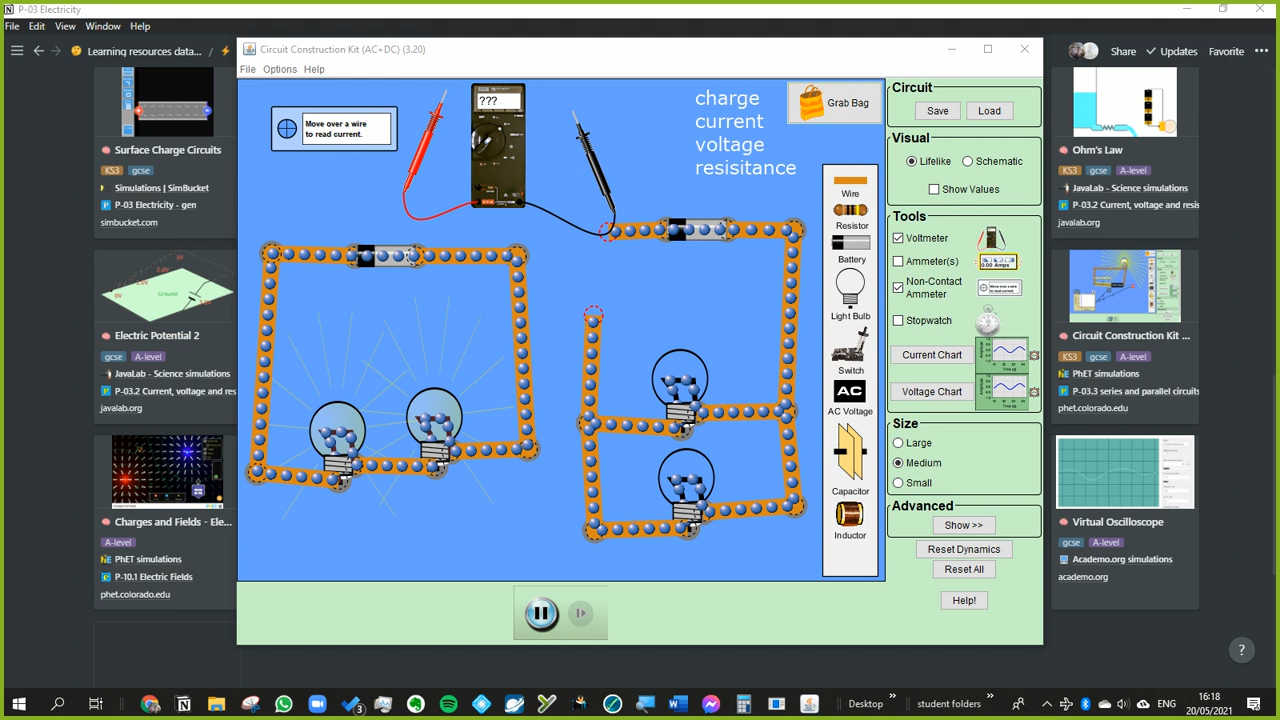 P-03 Electricity
File Edit View Window Help
Learning resources data... /
Share Updates Favorite
Circuit Construction Kit (AC+DC) (3.20)
File Options Help
Move over a wire
to read current.
???
charge
current
voltage
resisitance
Grab Bag
Wire
Resistor
Battery
Light Bulb
Switch
AC
AC Voltage
Capacitor
Inductor
Circuit
Save Load
Visual
Lifelike Schematic
Show Values
Tools
Voltmeter
Ammeter(s)
0.00 Amps
Non-Contact
Ammeter
Stopwatch
Current Chart
Voltage Chart
Size
Large
Medium
Small
Advanced
Show >>
Reset Dynamics
Reset All
Help!
Surface Charge Circuits
KS3 gcse
Simulations | SimBucket
P-03 Electricity - gen
simbucket.com
Ground
Electric Potential 2
gcse A-level
JavaLab - Science simulations
P-03.2 Current, voltage and res
javalab.org
Charges and Fields - Ele...
A-level
PhET simulations
P-10.1 Electric Fields
phet.colorado.edu
Ohm's Law
KS3 gcse A-level
JavaLab - Science simulations
P-03.2 Current, voltage and resis
javalab.org
Circuit Construction Kit ...
KS3 gcse A-level
PhET simulations
P-03.3 series and parallel circuits
phet.colorado.edu
Virtual Oscilloscope
gcse A-level
Academo.org simulations
academo.org
?
Desktop
student folders
ENG
16:18
20/05/2021